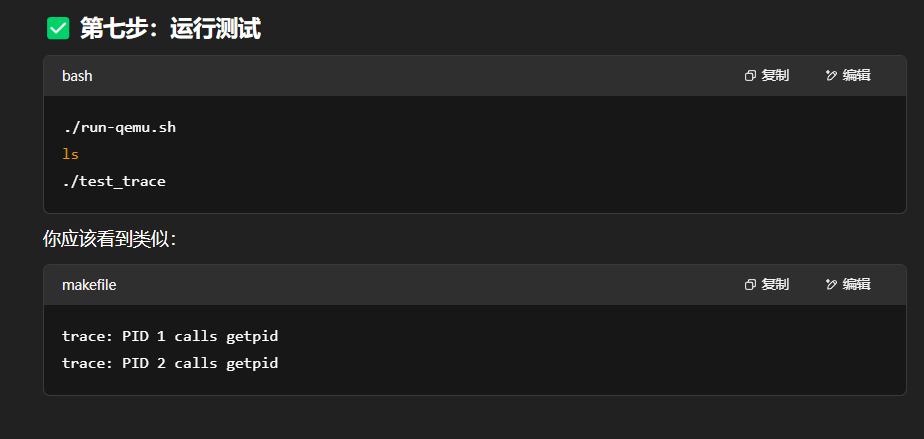 ✅ 第七步：运行测试
bash 复制 编辑
./run-qemu.sh
ls
./test_trace
你应该看到类似：
makefile 复制 编辑
trace: PID 1 calls getpid
trace: PID 2 calls getpid